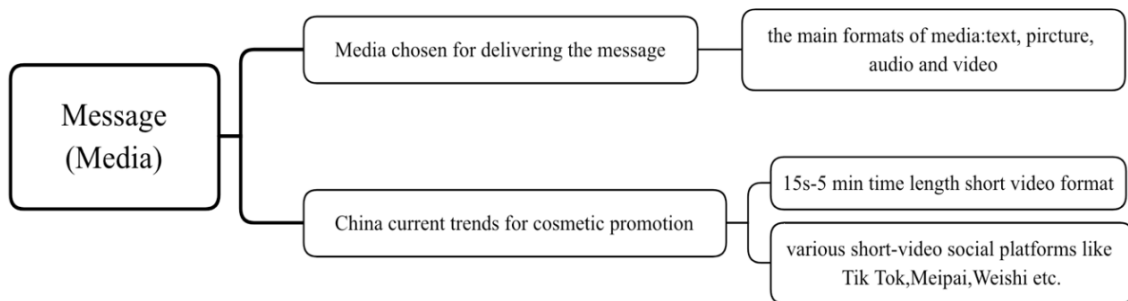 Message
(Media)
Media chosen for delivering the message
the main formats of media:text, pircture,
audio and video
China current trends for cosmetic promotion
15s-5 min time length short video format
various short-video social platforms like
Tik Tok,Meipai,Weishi etc.